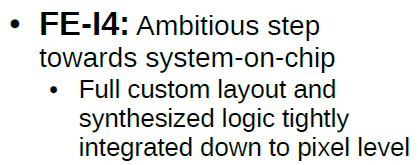 • FE-I4: Ambitious step
towards system-on-chip
• Full custom layout and
synthesized logic tightly
integrated down to pixel level